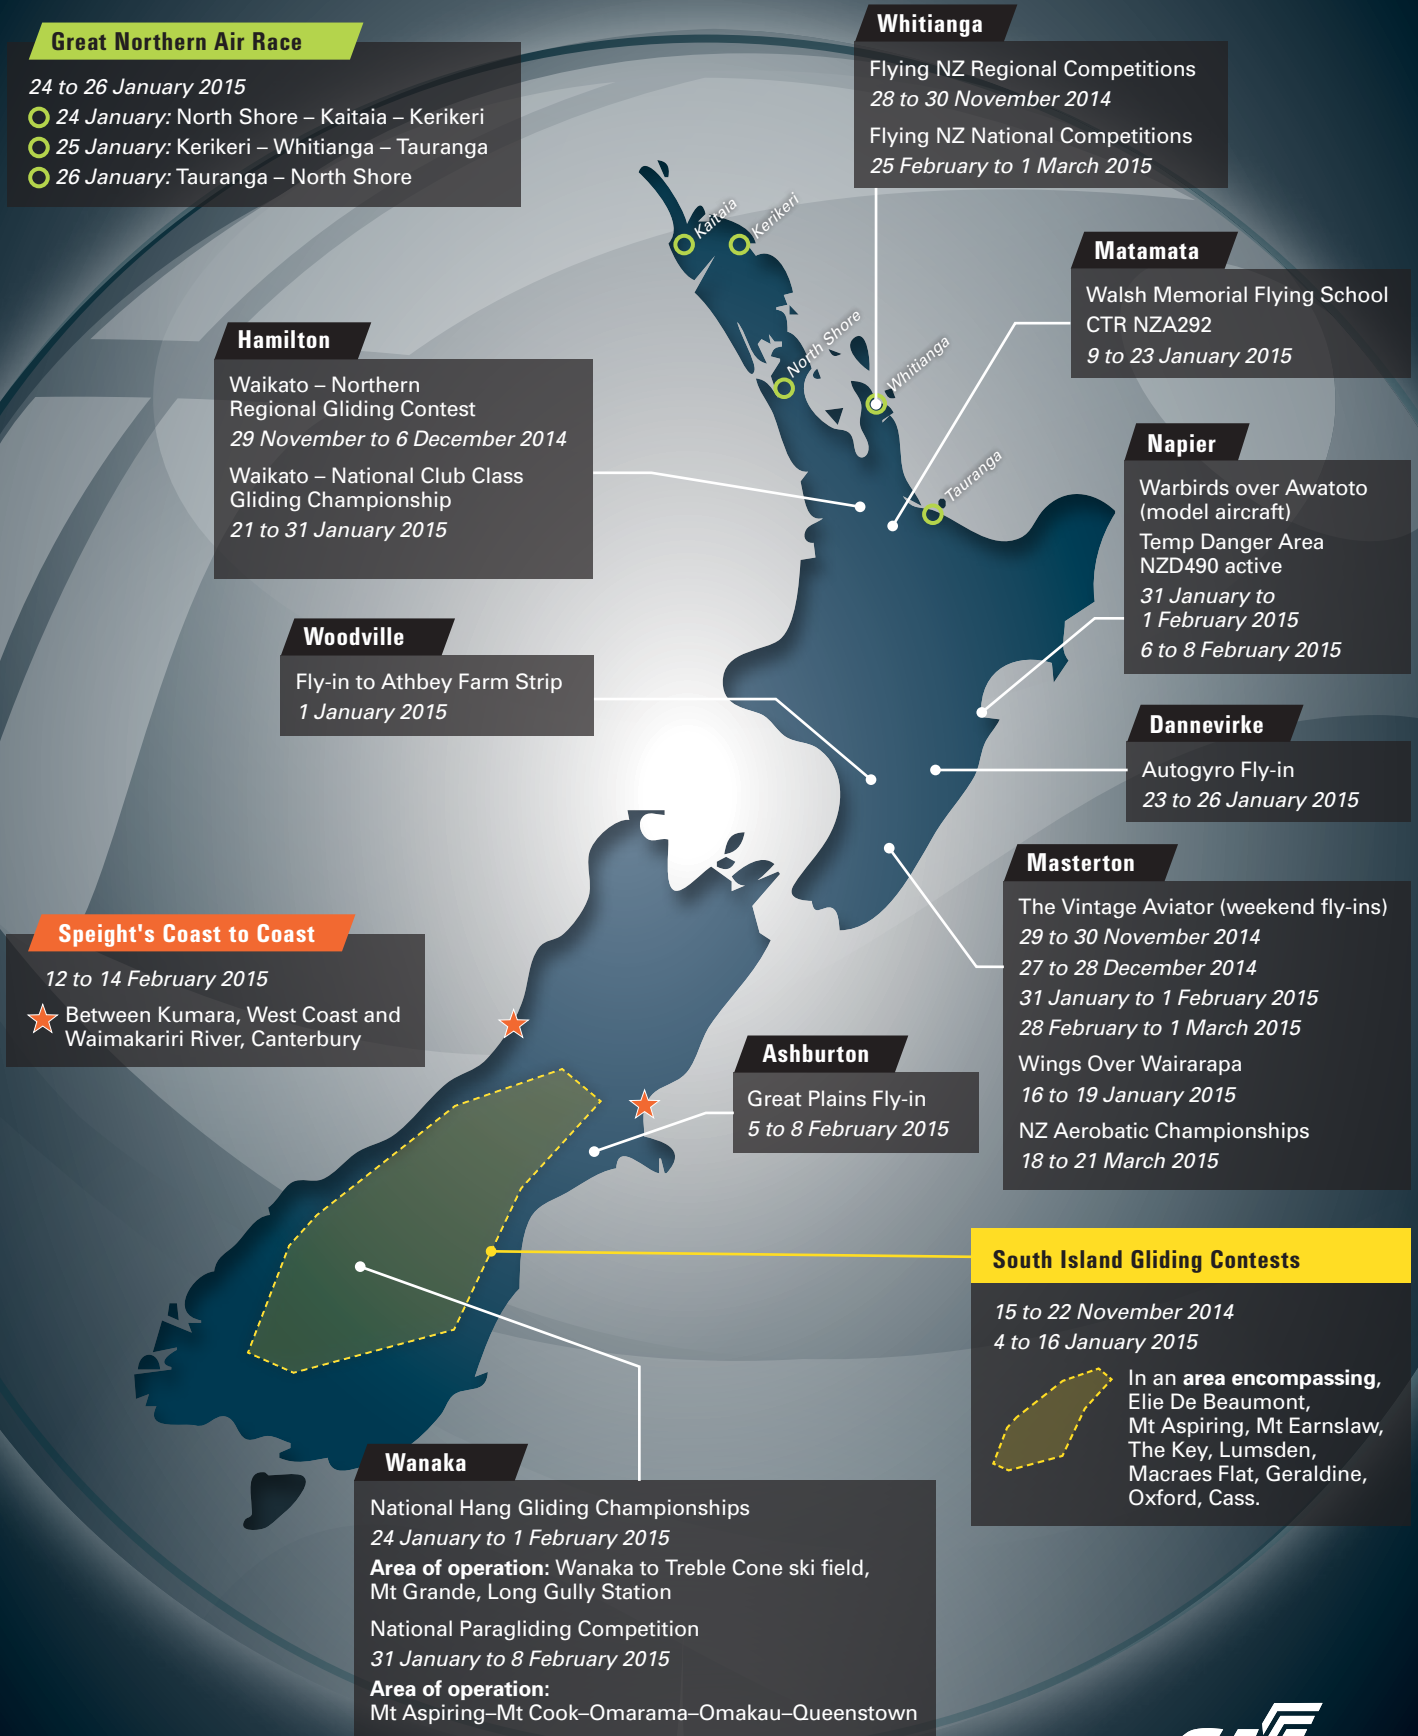 Great Northern Air Race
24 to 26 January 2015
24 January: North Shore – Kaitaia – Kerikeri
25 January: Kerikeri – Whitianga – Tauranga
26 January: Tauranga – North Shore
Whitianga
Flying NZ Regional Competitions
28 to 30 November 2014
Flying NZ National Competitions
25 February to 1 March 2015
Kaitaia
Kerikeri
North Shore
Whitianga
Tauranga
Matamata
Walsh Memorial Flying School
CTR NZA292
9 to 23 January 2015
Hamilton
Waikato – Northern
Regional Gliding Contest
29 November to 6 December 2014
Waikato – National Club Class
Gliding Championship
21 to 31 January 2015
Napier
Warbirds over Awatoto
(model aircraft)
Temp Danger Area
NZD490 active
31 January to
1 February 2015
6 to 8 February 2015
Woodville
Fly-in to Athbey Farm Strip
1 January 2015
Dannevirke
Autogyro Fly-in
23 to 26 January 2015
Masterton
The Vintage Aviator (weekend fly-ins)
29 to 30 November 2014
27 to 28 December 2014
31 January to 1 February 2015
28 February to 1 March 2015
Wings Over Wairarapa
16 to 19 January 2015
NZ Aerobatic Championships
18 to 21 March 2015
Speight's Coast to Coast
12 to 14 February 2015
Between Kumara, West Coast and
Waimakariri River, Canterbury
Ashburton
Great Plains Fly-in
5 to 8 February 2015
South Island Gliding Contests
15 to 22 November 2014
4 to 16 January 2015
In an area encompassing,
Elie De Beaumont,
Mt Aspiring, Mt Earnslaw,
The Key, Lumsden,
Macraes Flat, Geraldine,
Oxford, Cass.
Wanaka
National Hang Gliding Championships
24 January to 1 February 2015
Area of operation: Wanaka to Treble Cone ski field,
Mt Grande, Long Gully Station
National Paragliding Competition
31 January to 8 February 2015
Area of operation:
Mt Aspiring–Mt Cook–Omarama–Omakau–Queenstown